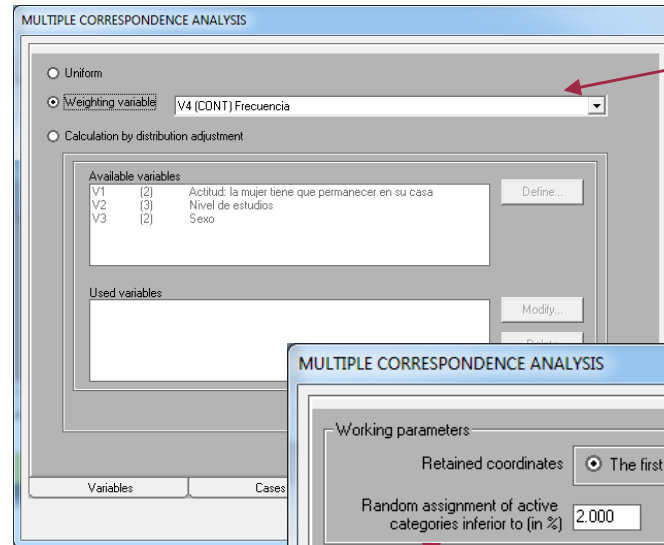 MULTIPLE CORRESPONDENCE ANALYSIS
Uniform
Weighting variable V4 (CONT) Frecuencia
Calculation by distribution adjustment
Available variables
V1 (2) Actitud: la mujer tiene que permanecer en su casa
V2 (3) Nivel de estudios
V3 (2) Sexo
Define...
Used variables
Modify...
Delete
Variables Cases
MULTIPLE CORRESPONDENCE ANALYSIS
Working parameters
Retained coordinates The first
Random assignment of active
categories inferior to (in %) 2.000